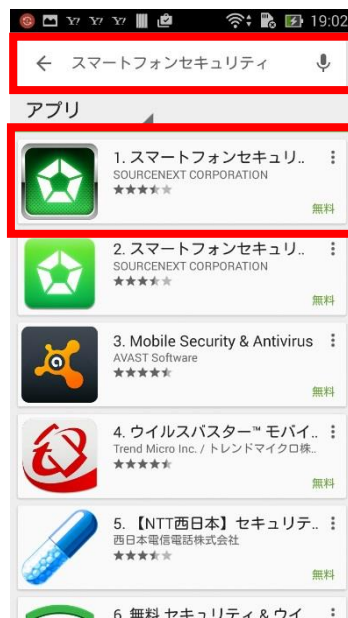 19:02
スマートフォンセキュリティ
アプリ
1. スマートフォンセキュリ..
SOURCENEXT CORPORATION
無料
2. スマートフォンセキュリ..
SOURCENEXT CORPORATION
無料
3. Mobile Security & Antivirus
AVAST Software
無料
4. ウイルスバスター™ モバイ..
Trend Micro Inc. / トレンドマイクロ株..
無料
5. 【NTT西日本】セキュリテ..
西日本電信電話株式会社
無料
6. 無料 セキュリティ & ウイ